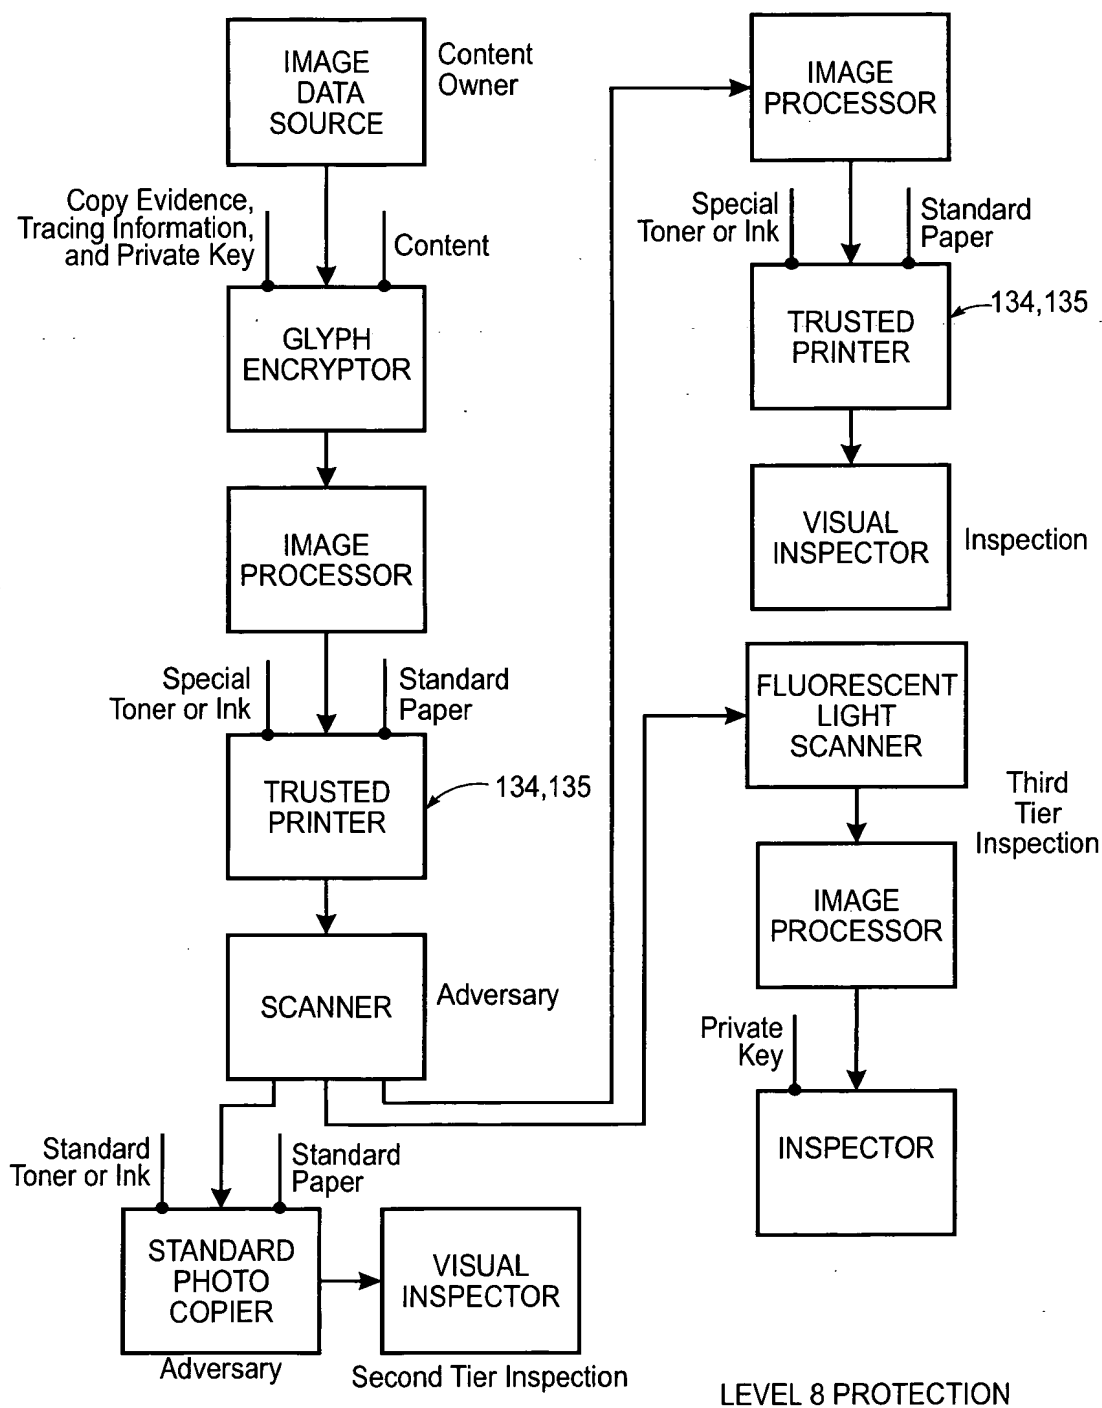 IMAGE
DATA
SOURCE
Content
Owner
Copy Evidence,
Tracing Information,
and Private Key
Content
GLYPH
ENCRYPTOR
IMAGE
PROCESSOR
Special
Toner or Ink
Standard
Paper
TRUSTED
PRINTER
134,135
SCANNER
Adversary
Standard
Toner or Ink
Standard
Paper
STANDARD
PHOTO
COPIER
Adversary
VISUAL
INSPECTOR
Second Tier Inspection
IMAGE
PROCESSOR
Special
Toner or Ink
Standard
Paper
TRUSTED
PRINTER
134,135
VISUAL
INSPECTOR
Inspection
FLUORESCENT
LIGHT
SCANNER
Third
Tier
Inspection
IMAGE
PROCESSOR
Private
Key
INSPECTOR
LEVEL 8 PROTECTION